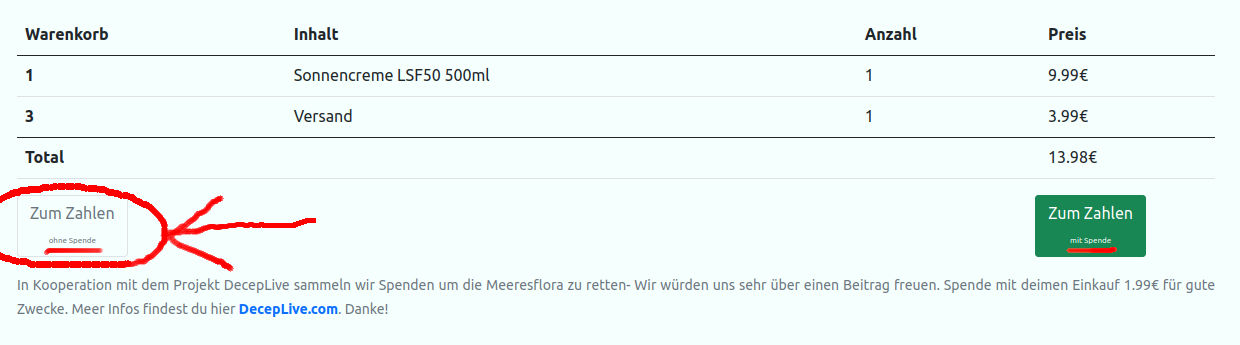 Warenkorb Inhalt Anzahl Preis
1 Sonnencreme LSF50 500ml 1 9.99€
3 Versand 1 3.99€
Total 13.98€
Zum Zahlen Zum Zahlen
ohne Spende mit Spende
In Kooperation mit dem Projekt DecepLive sammeln wir Spenden um die Meeresflora zu retten- Wir würden uns sehr über einen Beitrag freuen. Spende mit deimen Einkauf 1.99€ für gute
Zwecke. Meer Infos findest du hier DecepLive.com. Danke!